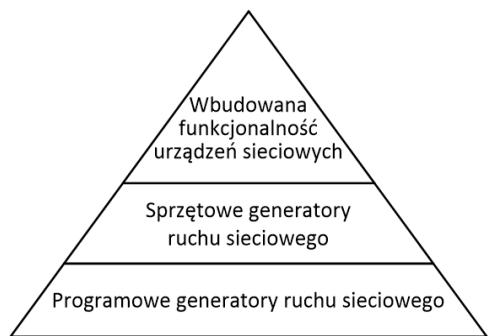 Wbudowana
funkcjonalność
urządzeń sieciowych
Sprzętowe generatory
ruchu sieciowego
Programowe generatory ruchu sieciowego